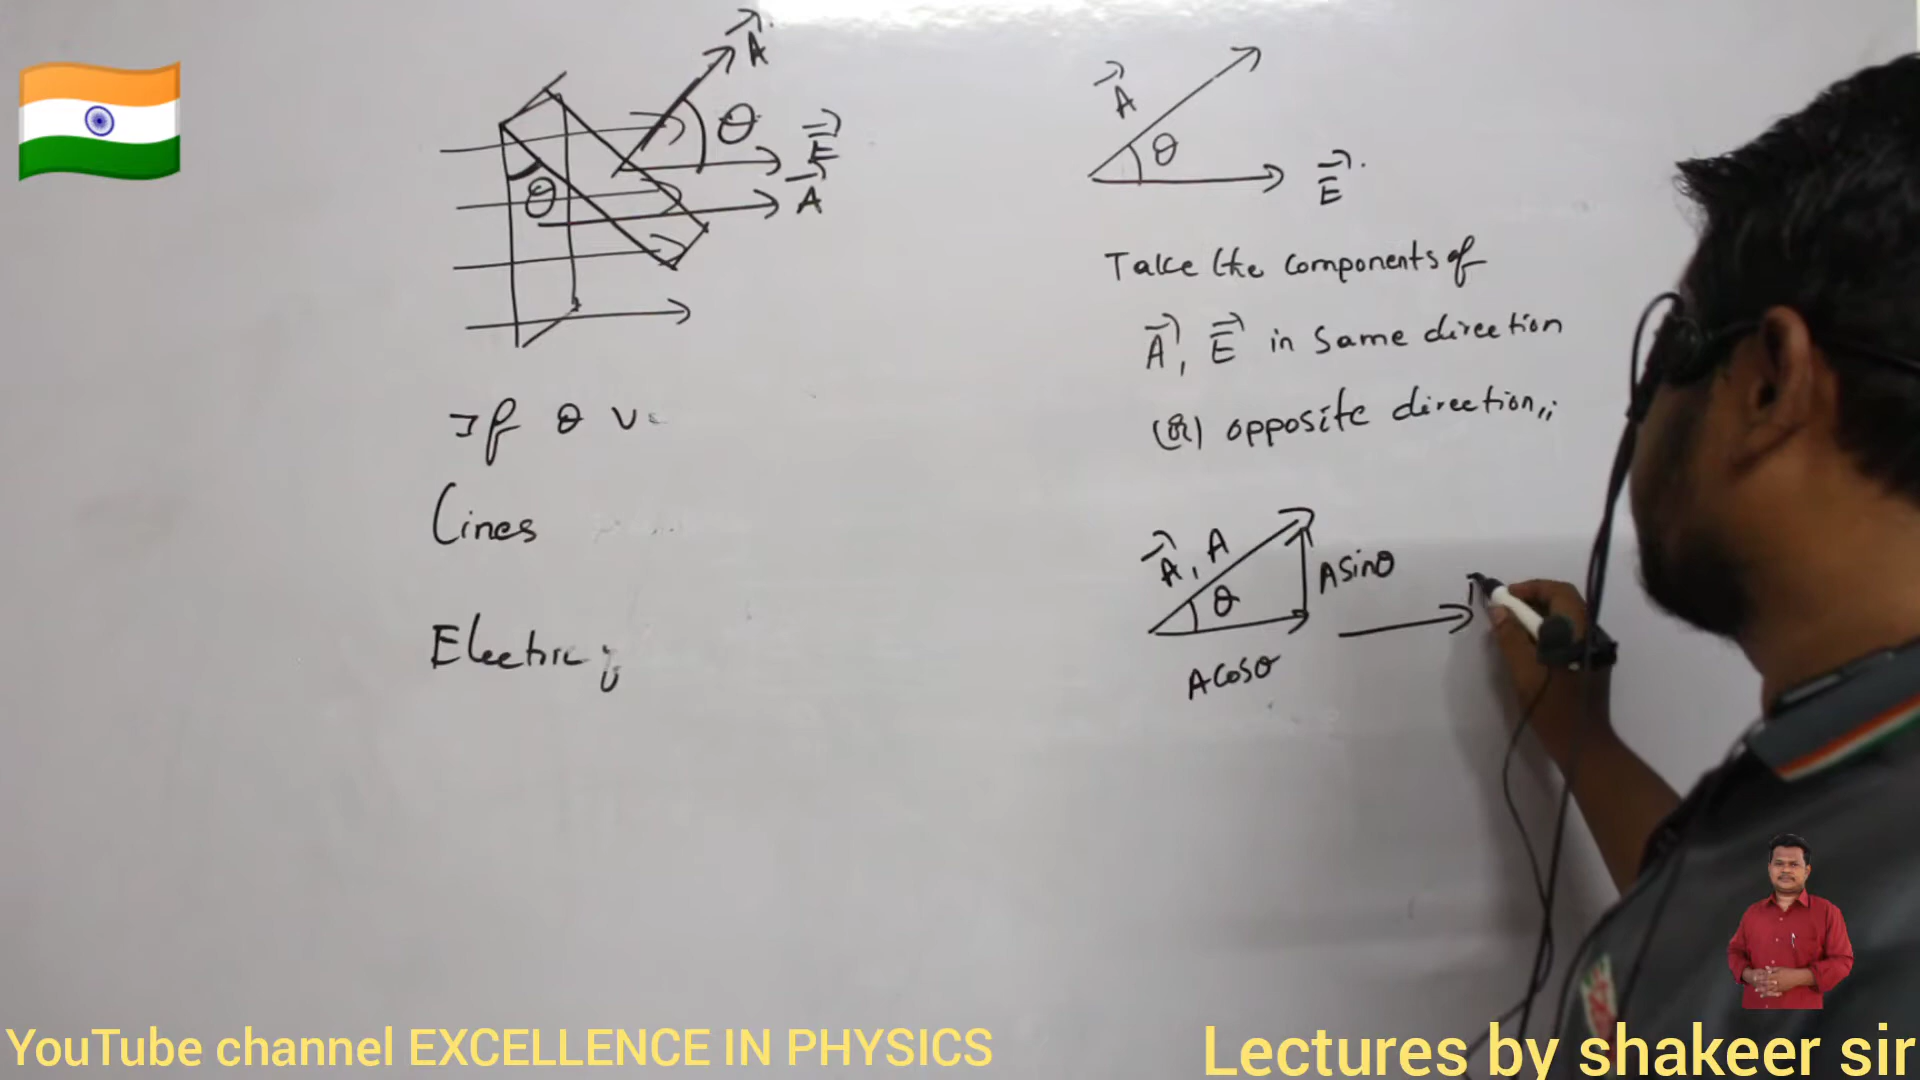 A
θ
E
A
θ
If θ
Lines
Electric
A
θ
E
Take the components of
A, E in same direction
(or) opposite direction,,
A, A
θ
A sinθ
A cosθ
YouTube channel EXCELLENCE IN PHYSICS
Lectures by shakeer sir